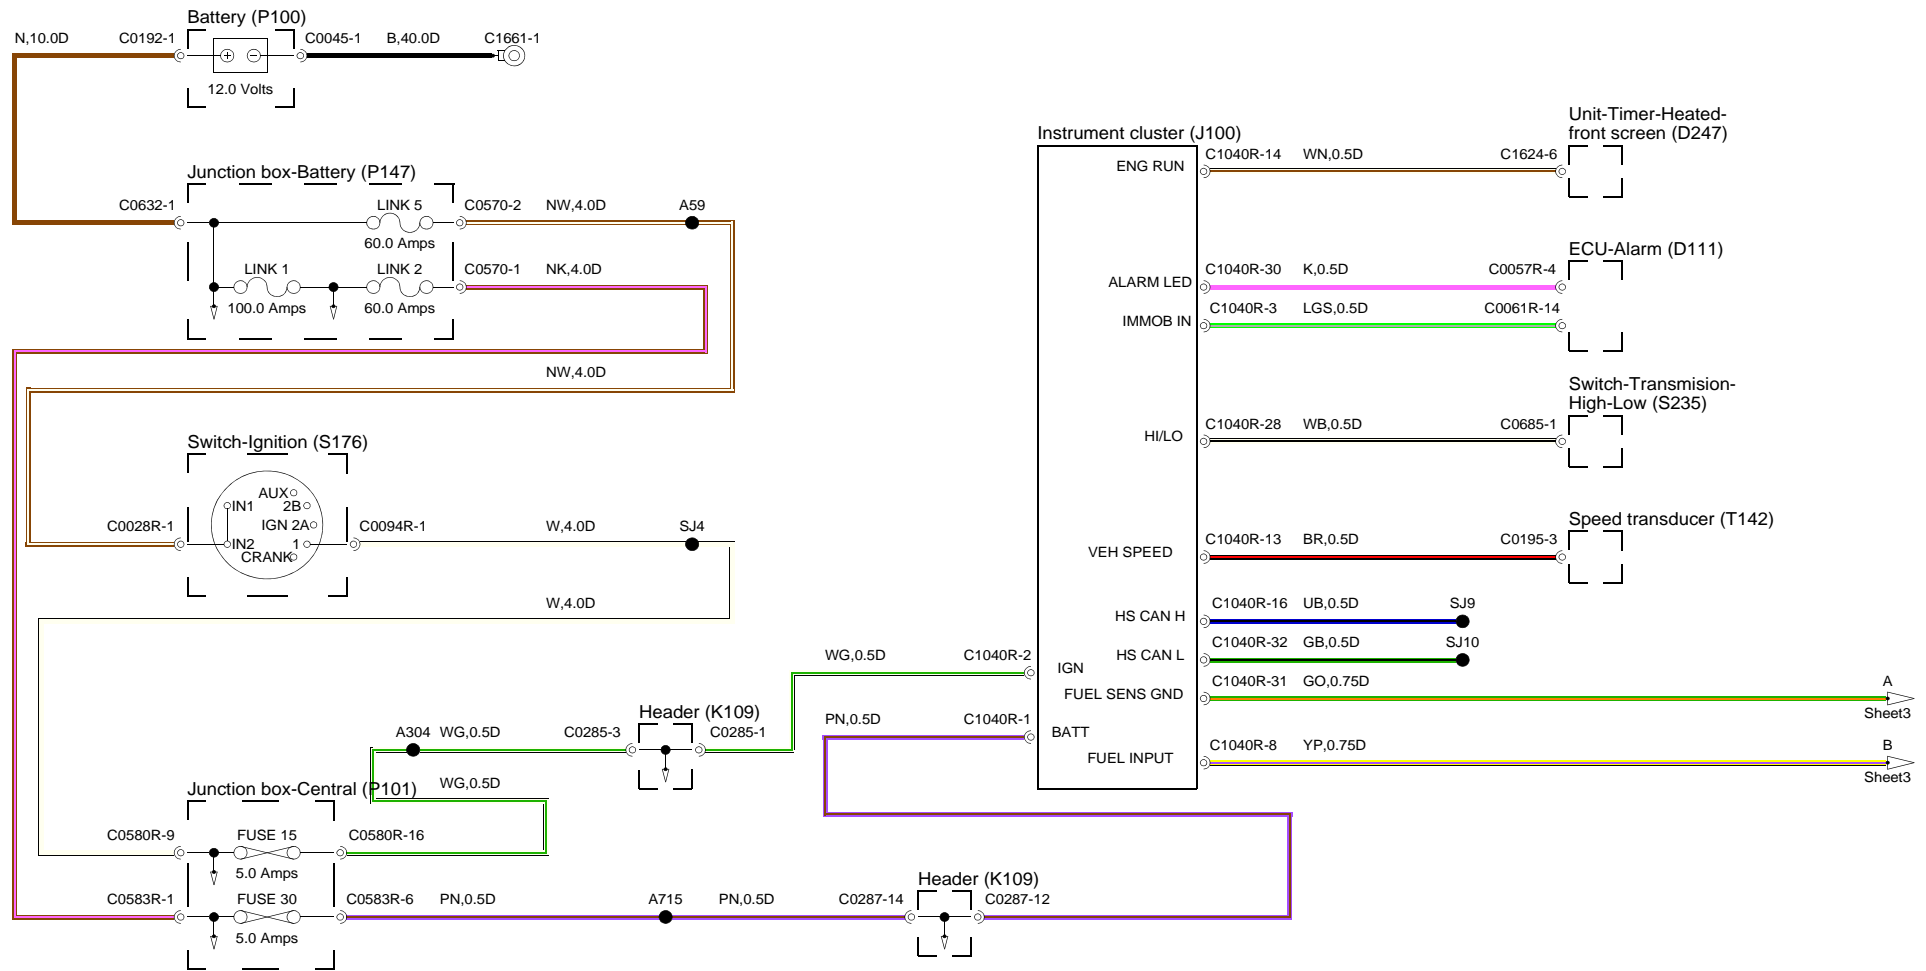 Battery (P100)
N,10.0D
C0192-1
C0045-1
B,40.0D
C1661-1
12.0 Volts
Junction box-Battery (P147)
C0632-1
LINK 5
C0570-2
NW,4.0D
A59
60.0 Amps
LINK 1
LINK 2
C0570-1
NK,4.0D
100.0 Amps
60.0 Amps
NW,4.0D
Switch-Ignition (S176)
AUX
IN1
2B
IGN 2A
C0028R-1
IN2
1
CRANK
C0094R-1
W,4.0D
SJ4
W,4.0D
Junction box-Central (P101)
A304
WG,0.5D
C0285-3
Header (K109)
C0285-1
WG,0.5D
C0580R-9
FUSE 15
C0580R-16
5.0 Amps
C0583R-1
FUSE 30
C0583R-6
PN,0.5D
A715
PN,0.5D
C0287-14
Header (K109)
C0287-12
5.0 Amps
WG,0.5D
C1040R-2
PN,0.5D
C1040R-1
Instrument cluster (J100)
ENG RUN
ALARM LED
IMMOB IN
HI/LO
VEH SPEED
HS CAN H
HS CAN L
IGN
FUEL SENS GND
BATT
FUEL INPUT
C1040R-14
WN,0.5D
C1624-6
Unit-Timer-Heated-
front screen (D247)
C1040R-30
K,0.5D
C0057R-4
ECU-Alarm (D111)
C1040R-3
LGS,0.5D
C0061R-14
C1040R-28
WB,0.5D
C0685-1
Switch-Transmision-
High-Low (S235)
C1040R-13
BR,0.5D
C0195-3
Speed transducer (T142)
C1040R-16
UB,0.5D
SJ9
C1040R-32
GB,0.5D
SJ10
C1040R-31
GO,0.75D
A
Sheet3
C1040R-8
YP,0.75D
B
Sheet3